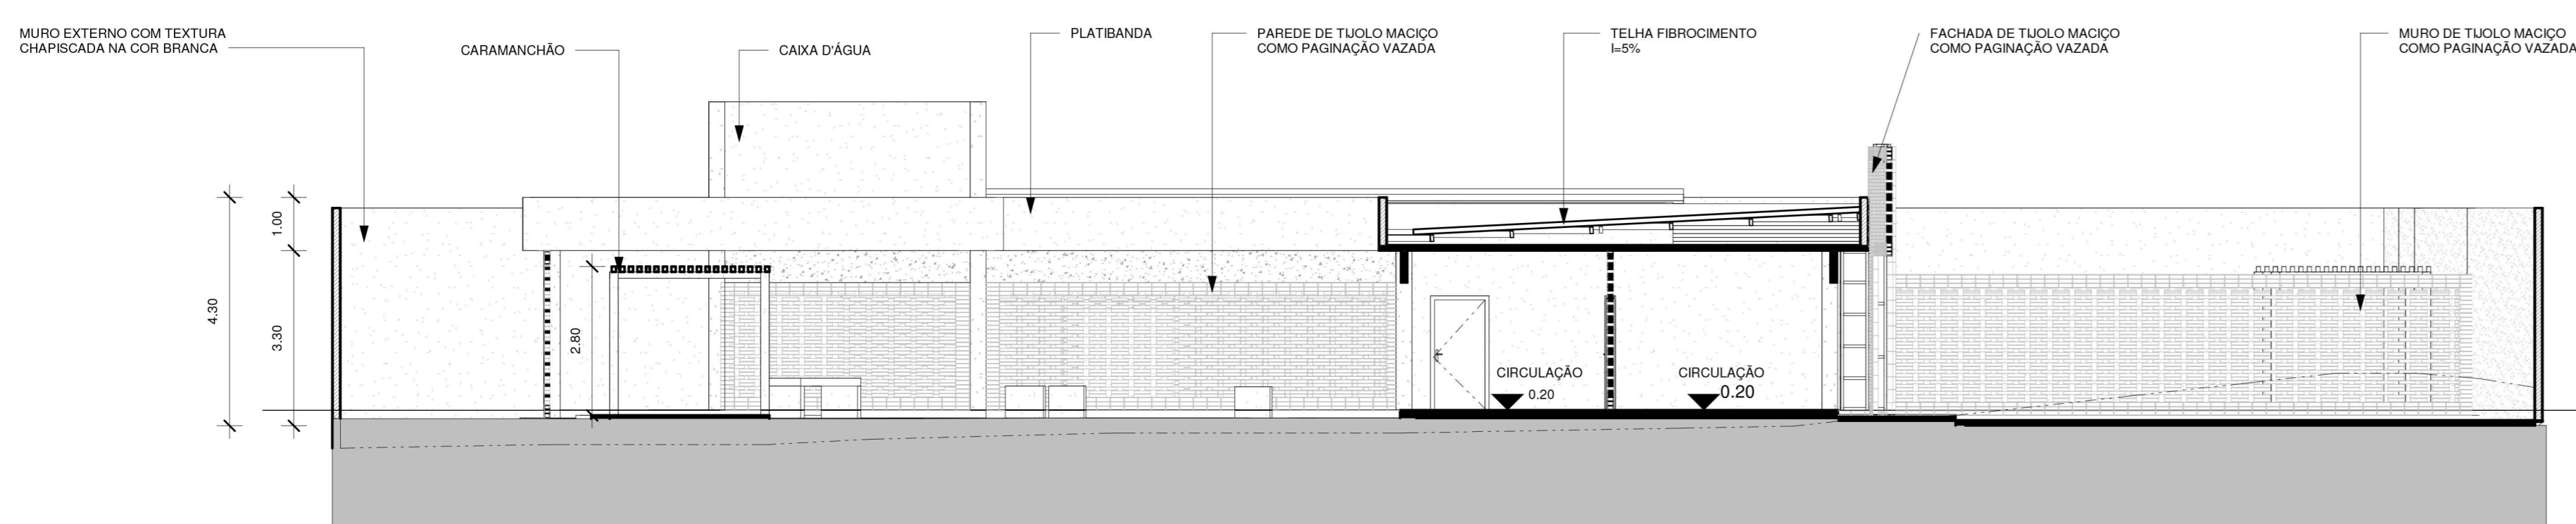 MURO EXTERNO COM TEXTURA
CHAPISCADA NA COR BRANCA
CARAMANCHÃO
CAIXA D'ÁGUA
PLATIBANDA
PAREDE DE TIJOLO MACIÇO
COMO PAGINAÇÃO VAZADA
TELHA FIBROCIMENTO
I=5%
FACHADA DE TIJOLO MACIÇO
COMO PAGINAÇÃO VAZADA
MURO DE TIJOLO MACIÇO
COMO PAGINAÇÃO VAZADA
1.00
4.30
3.30
2.80
CIRCULAÇÃO
0.20
CIRCULAÇÃO
0.20